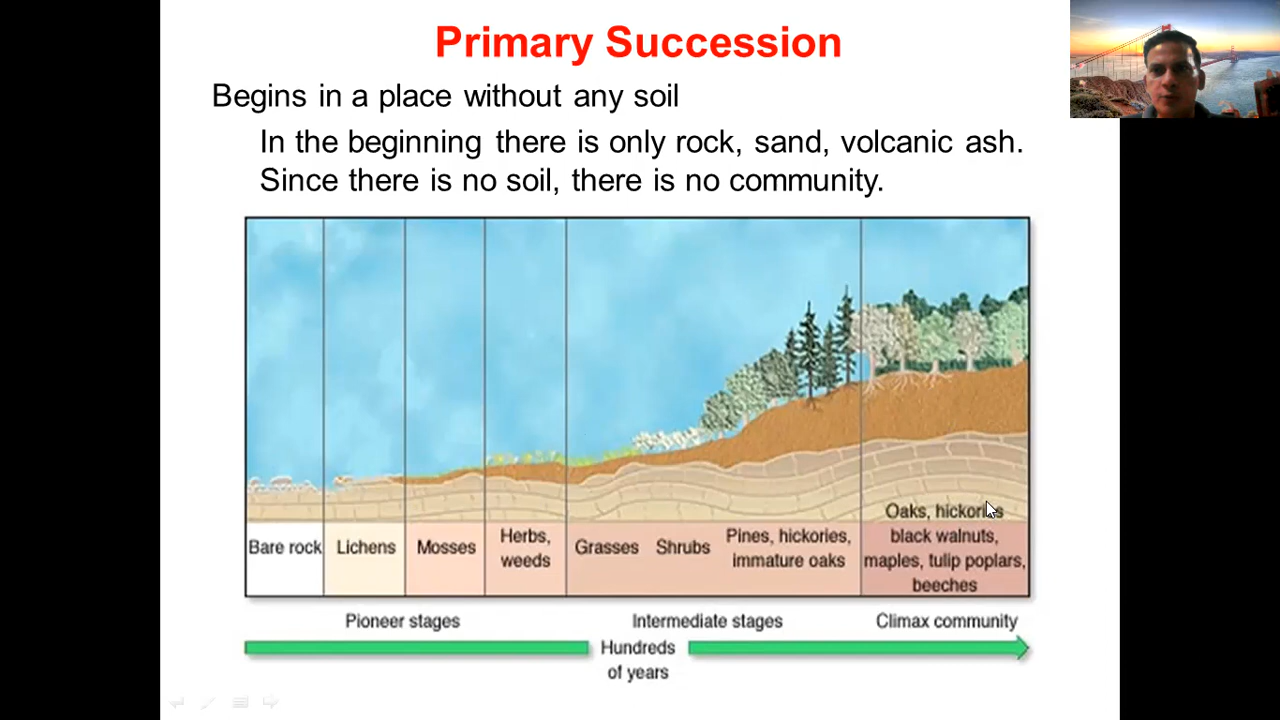 Primary Succession
Begins in a place without any soil
In the beginning there is only rock, sand, volcanic ash.
Since there is no soil, there is no community.
Bare rock
Lichens
Mosses
Herbs,
weeds
Grasses
Shrubs
Pines, hickories,
immature oaks
Oaks, hickories
black walnuts,
maples, tulip poplars,
beeches
Pioneer stages
Intermediate stages
Climax community
Hundreds
of years